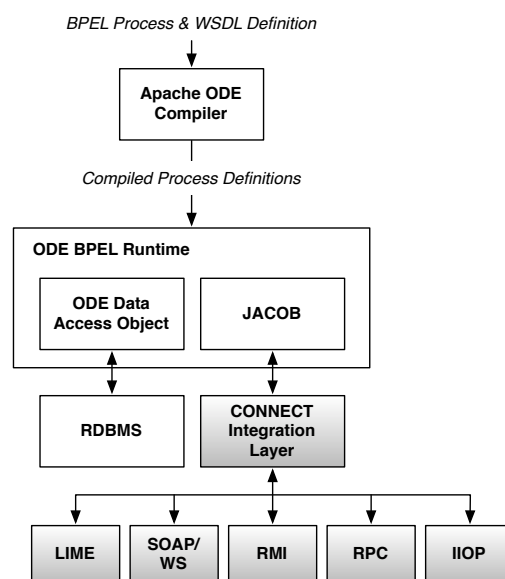 BPEL Process & WSDL Definition
Apache ODE
Compiler
Compiled Process Definitions
ODE BPEL Runtime
ODE Data
Access Object
JACOB
RDBMS
CONNECT
Integration
Layer
LIME
SOAP/
WS
RMI
RPC
IIOP